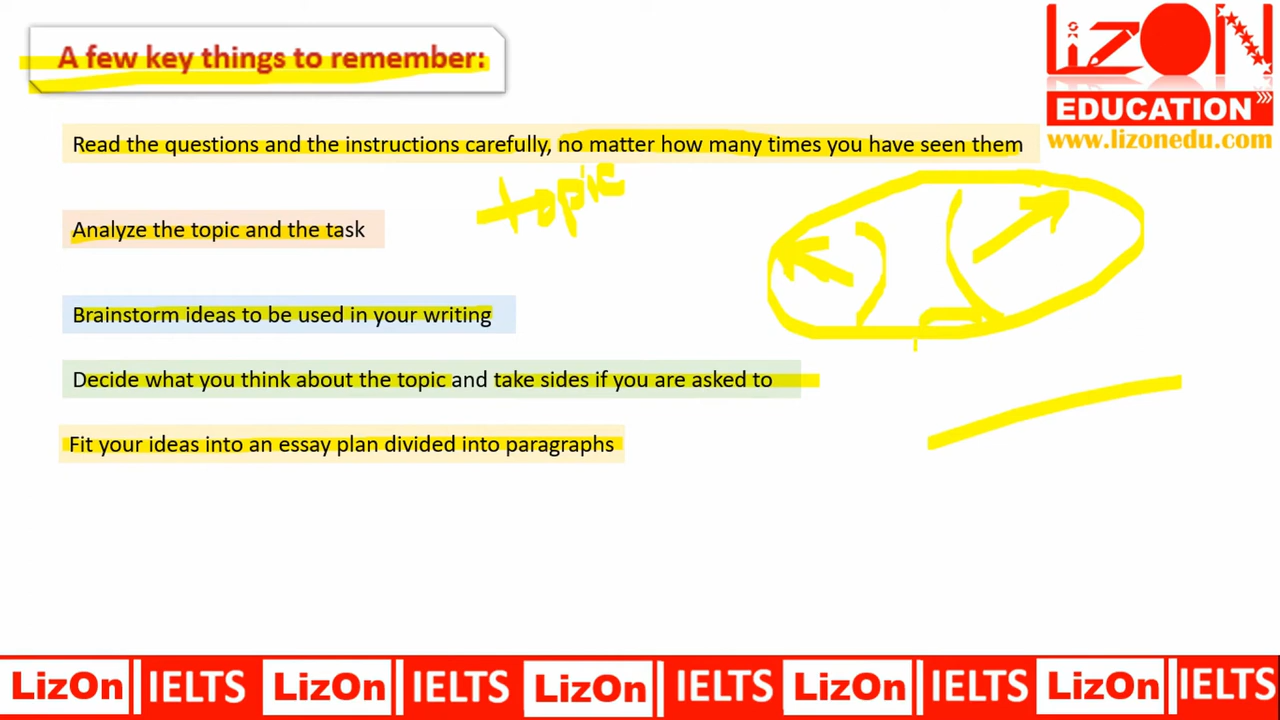 A few key things to remember:
LizON
EDUCATION
www.lizonedu.com
Read the questions and the instructions carefully, no matter how many times you have seen them
topic
Analyze the topic and the task
Brainstorm ideas to be used in your writing
Decide what you think about the topic and take sides if you are asked to
Fit your ideas into an essay plan divided into paragraphs
LizOn IELTS LizOn IELTS LizOn IELTS LizOn IELTS LizOn IELTS